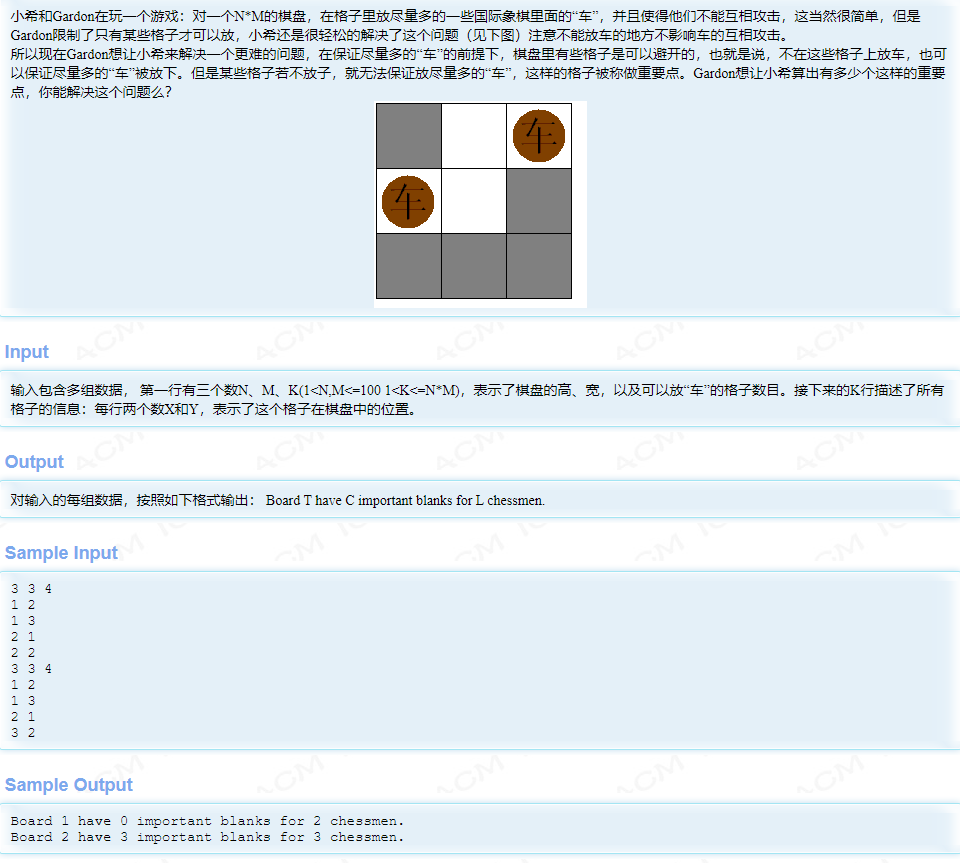 小希和Gardon在玩一个游戏：对一个N*M的棋盘，在格子里放尽量多的一些国际象棋里面的“车”，并且使得他们不能互相攻击，这当然很简单，但是
Gardon限制了只有某些格子才可以放，小希还是很轻松的解决了这个问题（见下图）注意不能放车的地方不影响车的互相攻击。
所以现在Gardon想让小希来解决一个更难的问题，在保证尽量多的“车”的前提下，棋盘里有些格子是可以避开的，也就是说，不在这些格子上放车，也可
以保证尽量多的“车”被放下。但是某些格子若不放子，就无法保证放尽量多的“车”，这样的格子被称做重要点。Gardon想让小希算出有多少个这样的重要
点，你能解决这个问题么？
车
车
Input
输入包含多组数据， 第一行有三个数N、M、K(1<N,M<=100 1<K<=N*M)，表示了棋盘的高、宽，以及可以放“车”的格子数目。接下来的K行描述了所有
格子的信息：每行两个数X和Y，表示了这个格子在棋盘中的位置。
Output
对输入的每组数据，按照如下格式输出： Board T have C important blanks for L chessmen.
Sample Input
3 3 4
1 2
1 3
2 1
2 2
3 3 4
1 2
1 3
2 1
3 2
Sample Output
Board 1 have 0 important blanks for 2 chessmen.
Board 2 have 3 important blanks for 3 chessmen.